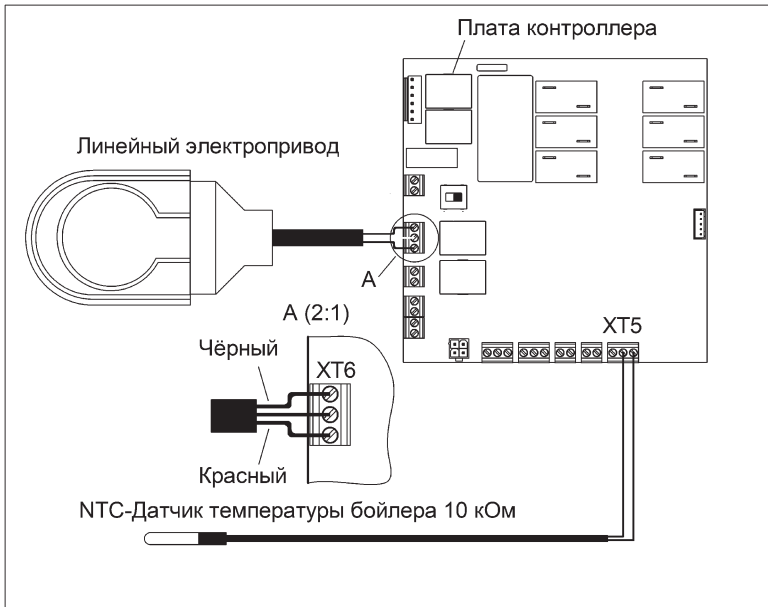 Плата контроллера
Линейный электропривод
А
А (2:1)
XT5
Чёрный
XT6
Красный
NTC-Датчик температуры бойлера 10 кОм